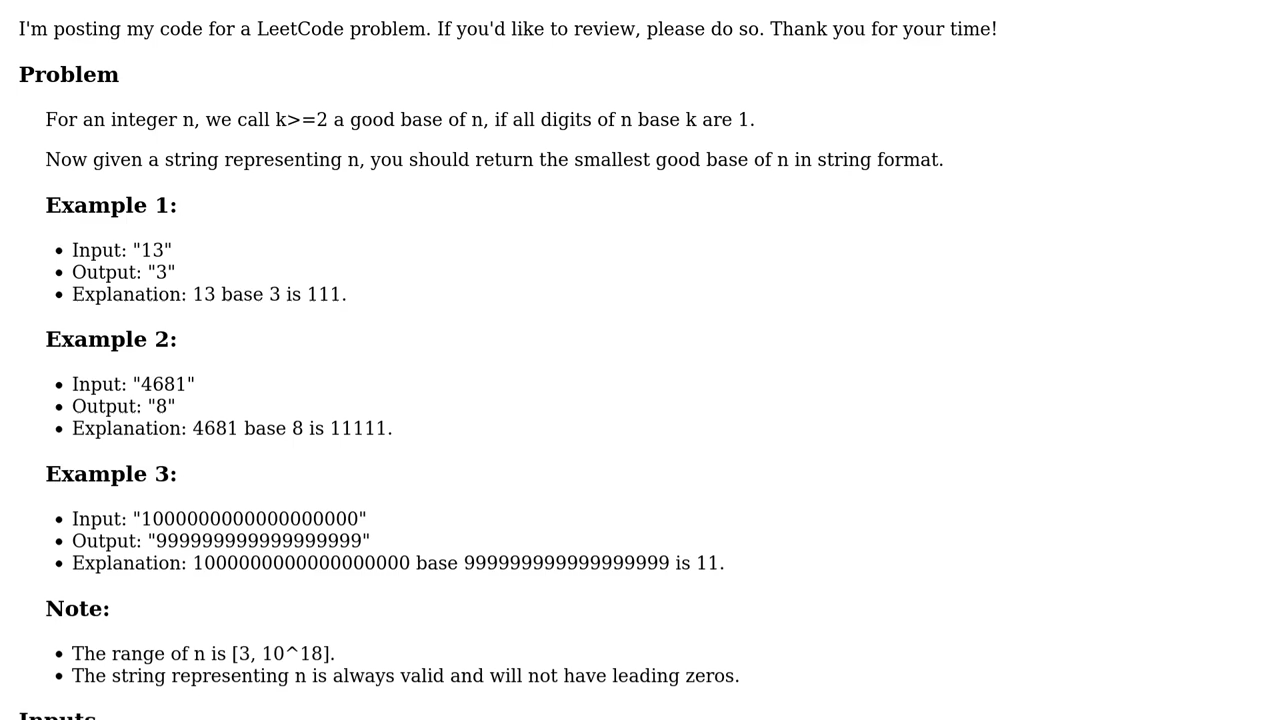 I'm posting my code for a LeetCode problem. If you'd like to review, please do so. Thank you for your time!
Problem
For an integer n, we call k>=2 a good base of n, if all digits of n base k are 1.
Now given a string representing n, you should return the smallest good base of n in string format.
Example 1:
• Input: "13"
• Output: "3"
• Explanation: 13 base 3 is 111.
Example 2:
• Input: "4681"
• Output: "8"
• Explanation: 4681 base 8 is 11111.
Example 3:
• Input: "1000000000000000000"
• Output: "999999999999999999"
• Explanation: 1000000000000000000 base 999999999999999999 is 11.
Note:
• The range of n is [3, 10^18].
• The string representing n is always valid and will not have leading zeros.
Inputs